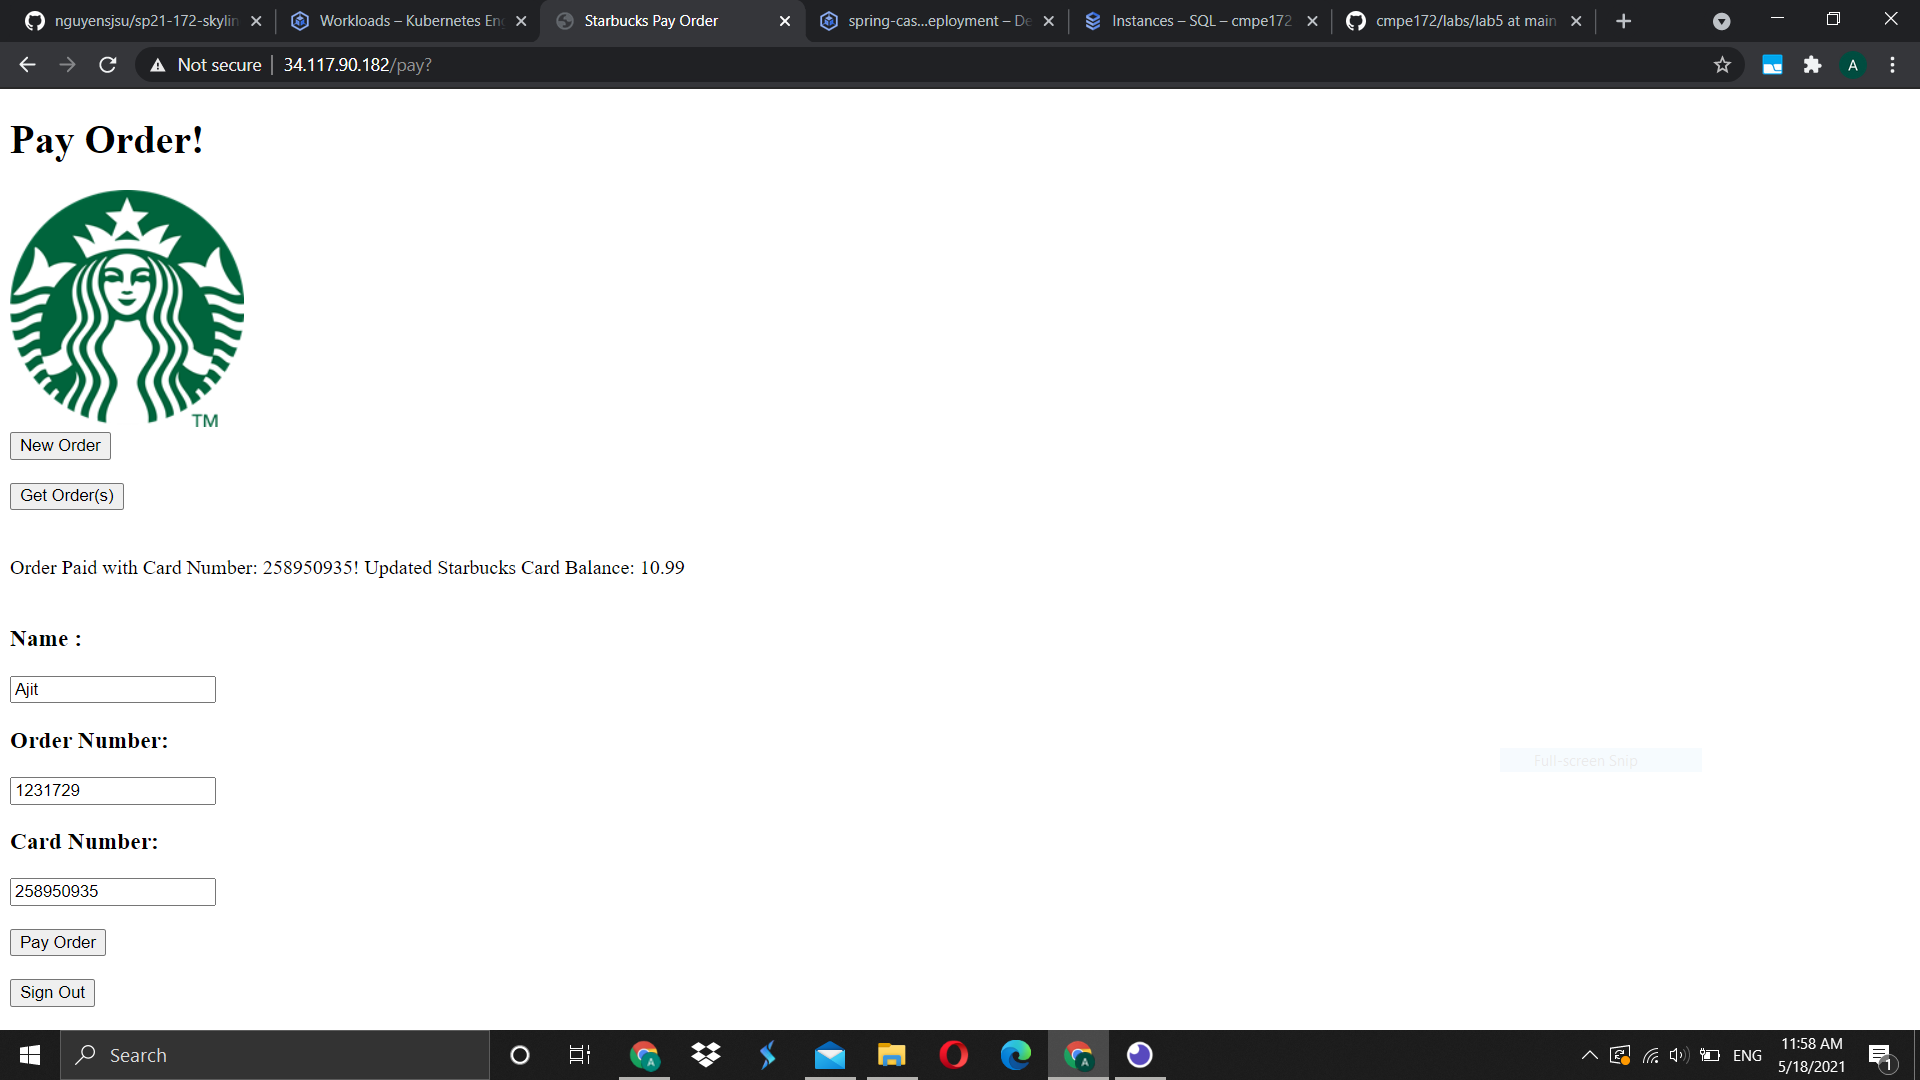 nguyensjsu/sp21-172-skylin
Workloads – Kubernetes En
Starbucks Pay Order
spring-cas...eployment – De
Instances – SQL – cmpe172
cmpe172/labs/lab5 at main
Not secure
34.117.90.182/pay?
A
Pay Order!
TM
New Order
Get Order(s)
Order Paid with Card Number: 258950935! Updated Starbucks Card Balance: 10.99
Name :
Ajit
Order Number:
1231729
Full-screen Snip
Card Number:
258950935
Pay Order
Sign Out
Search
A
A
ENG
11:58 AM
5/18/2021
1